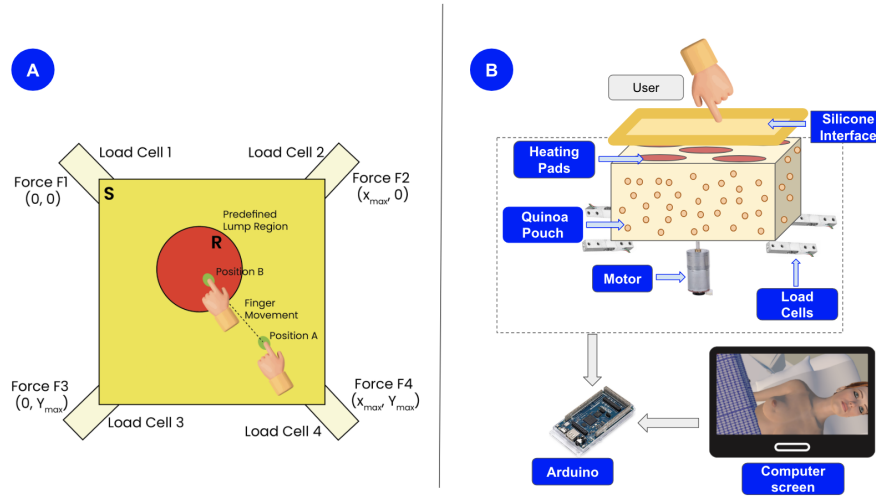 A
Load Cell 1
Load Cell 2
Force F1
(0, 0)
Force F2
(xmax, 0)
S
Predefined
Lump Region
R
Position B
Finger
Movement
Position A
Force F3
(0, Ymax)
Load Cell 3
Force F4
(xmax, Ymax)
Load Cell 4
B
User
Silicone
Interface
Heating
Pads
Quinoa
Pouch
Motor
Load
Cells
Arduino
Computer
screen